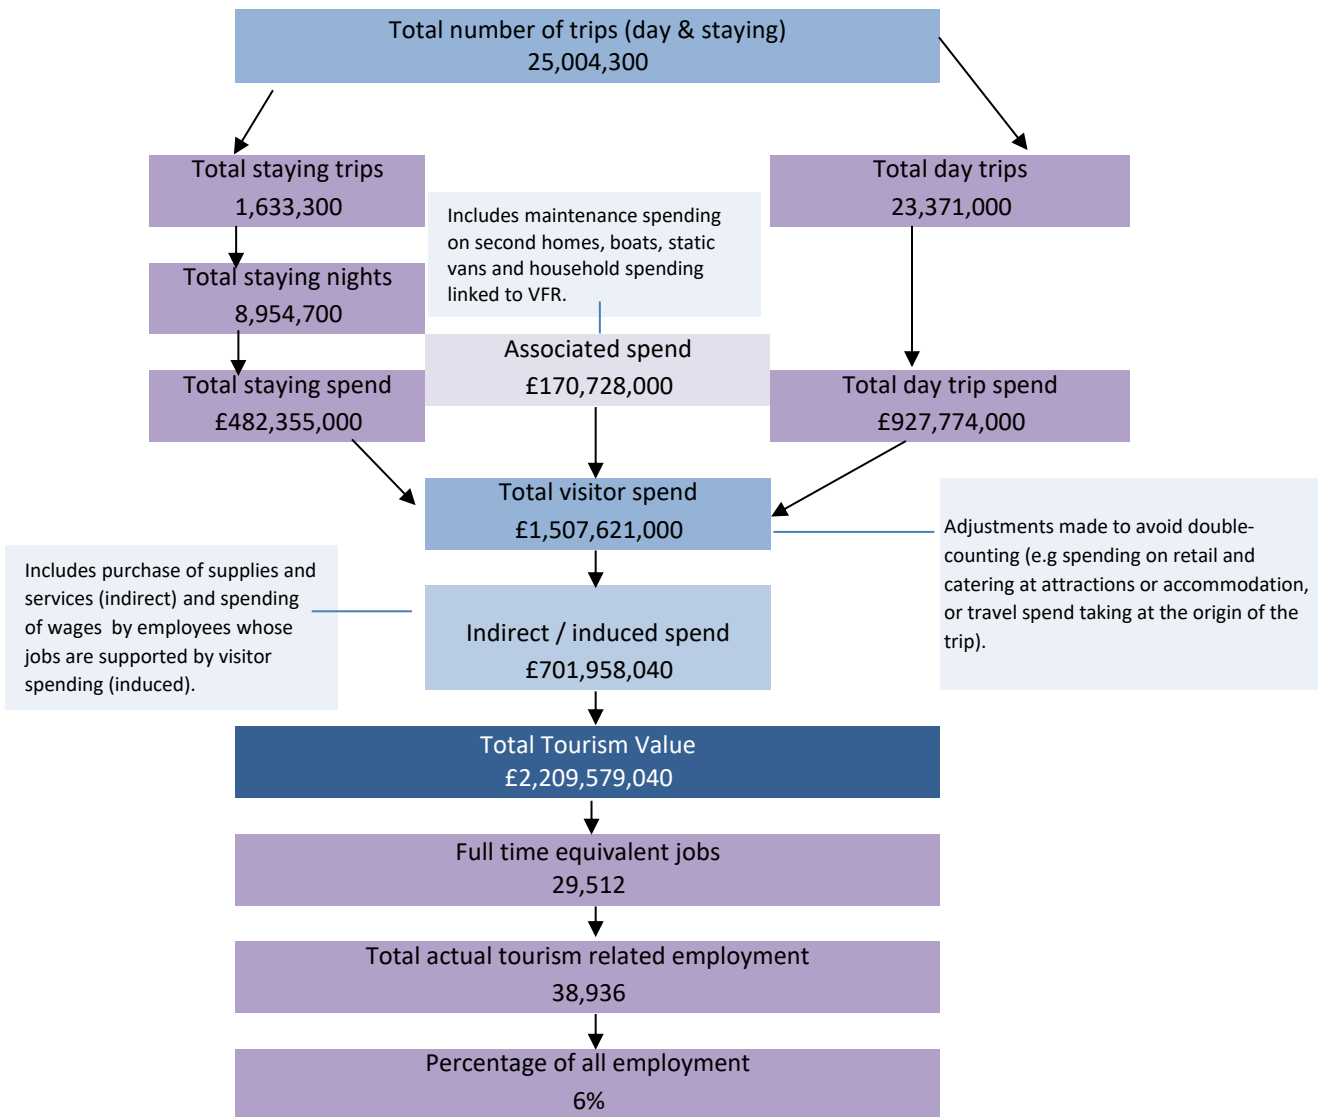 Total number of trips (day & staying)
25,004,300
Total staying trips
1,633,300
Total day trips
23,371,000
Includes maintenance spending
on second homes, boats, static
vans and household spending
linked to VFR.
Total staying nights
8,954,700
Associated spend
£170,728,000
Total staying spend
£482,355,000
Total day trip spend
£927,774,000
Total visitor spend
£1,507,621,000
Adjustments made to avoid double-
counting (e.g spending on retail and
catering at attractions or accommodation,
or travel spend taking at the origin of the
trip).
Includes purchase of supplies and
services (indirect) and spending
of wages by employees whose
jobs are supported by visitor
spending (induced).
Indirect / induced spend
£701,958,040
Total Tourism Value
£2,209,579,040
Full time equivalent jobs
29,512
Total actual tourism related employment
38,936
Percentage of all employment
6%